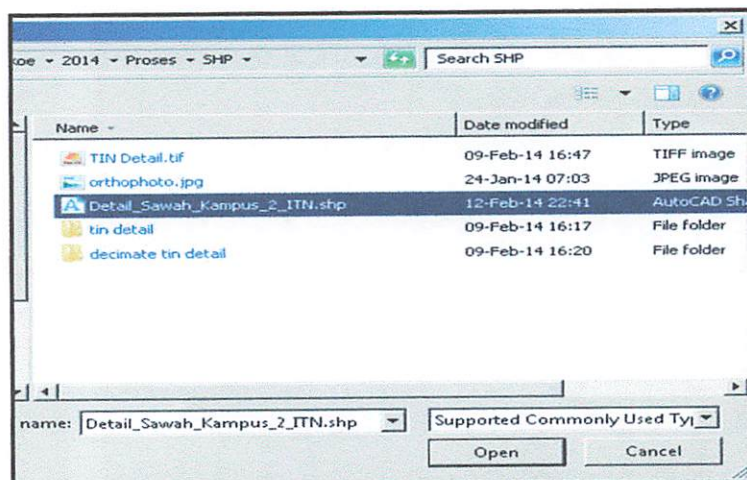 2014 Proses SHP Search SHP
Name Date modified Type
TIN Detail.tif 09-Feb-14 16:47 TIFF image
orthophoto.jpg 24-Jan-14 07:03 JPEG image
Detail_Sawah_Kampus_2_ITN.shp 12-Feb-14 22:41 AutoCAD Sh
tin detail 09-Feb-14 16:17 File folder
decimate tin detail 09-Feb-14 16:20 File folder
name: Detail_Sawah_Kampus_2_ITN.shp Supported Commonly Used Typ
Open Cancel